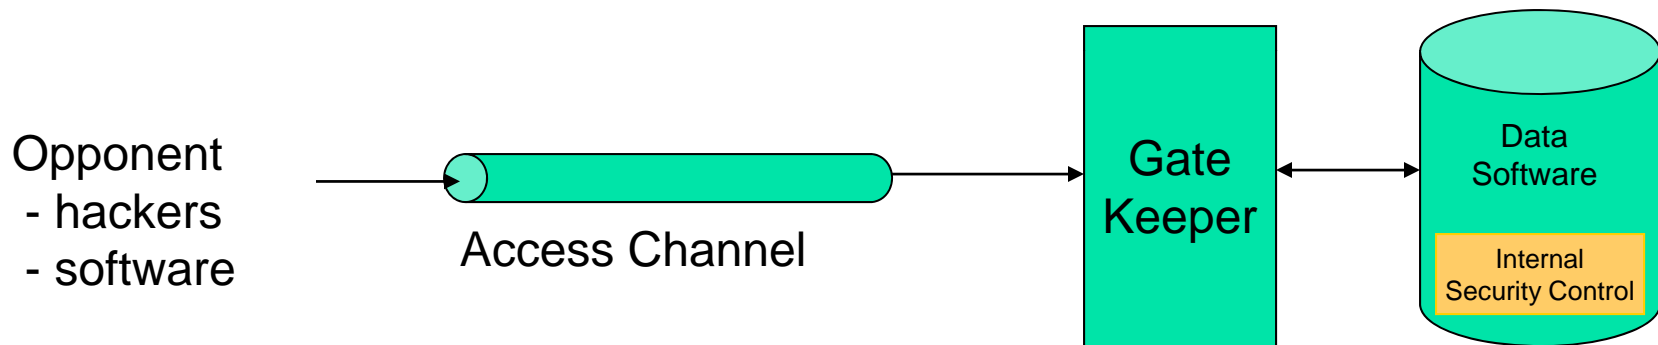 Opponent
- hackers
- software
Access Channel
Gate
Keeper
Data
Software
Internal
Security Control